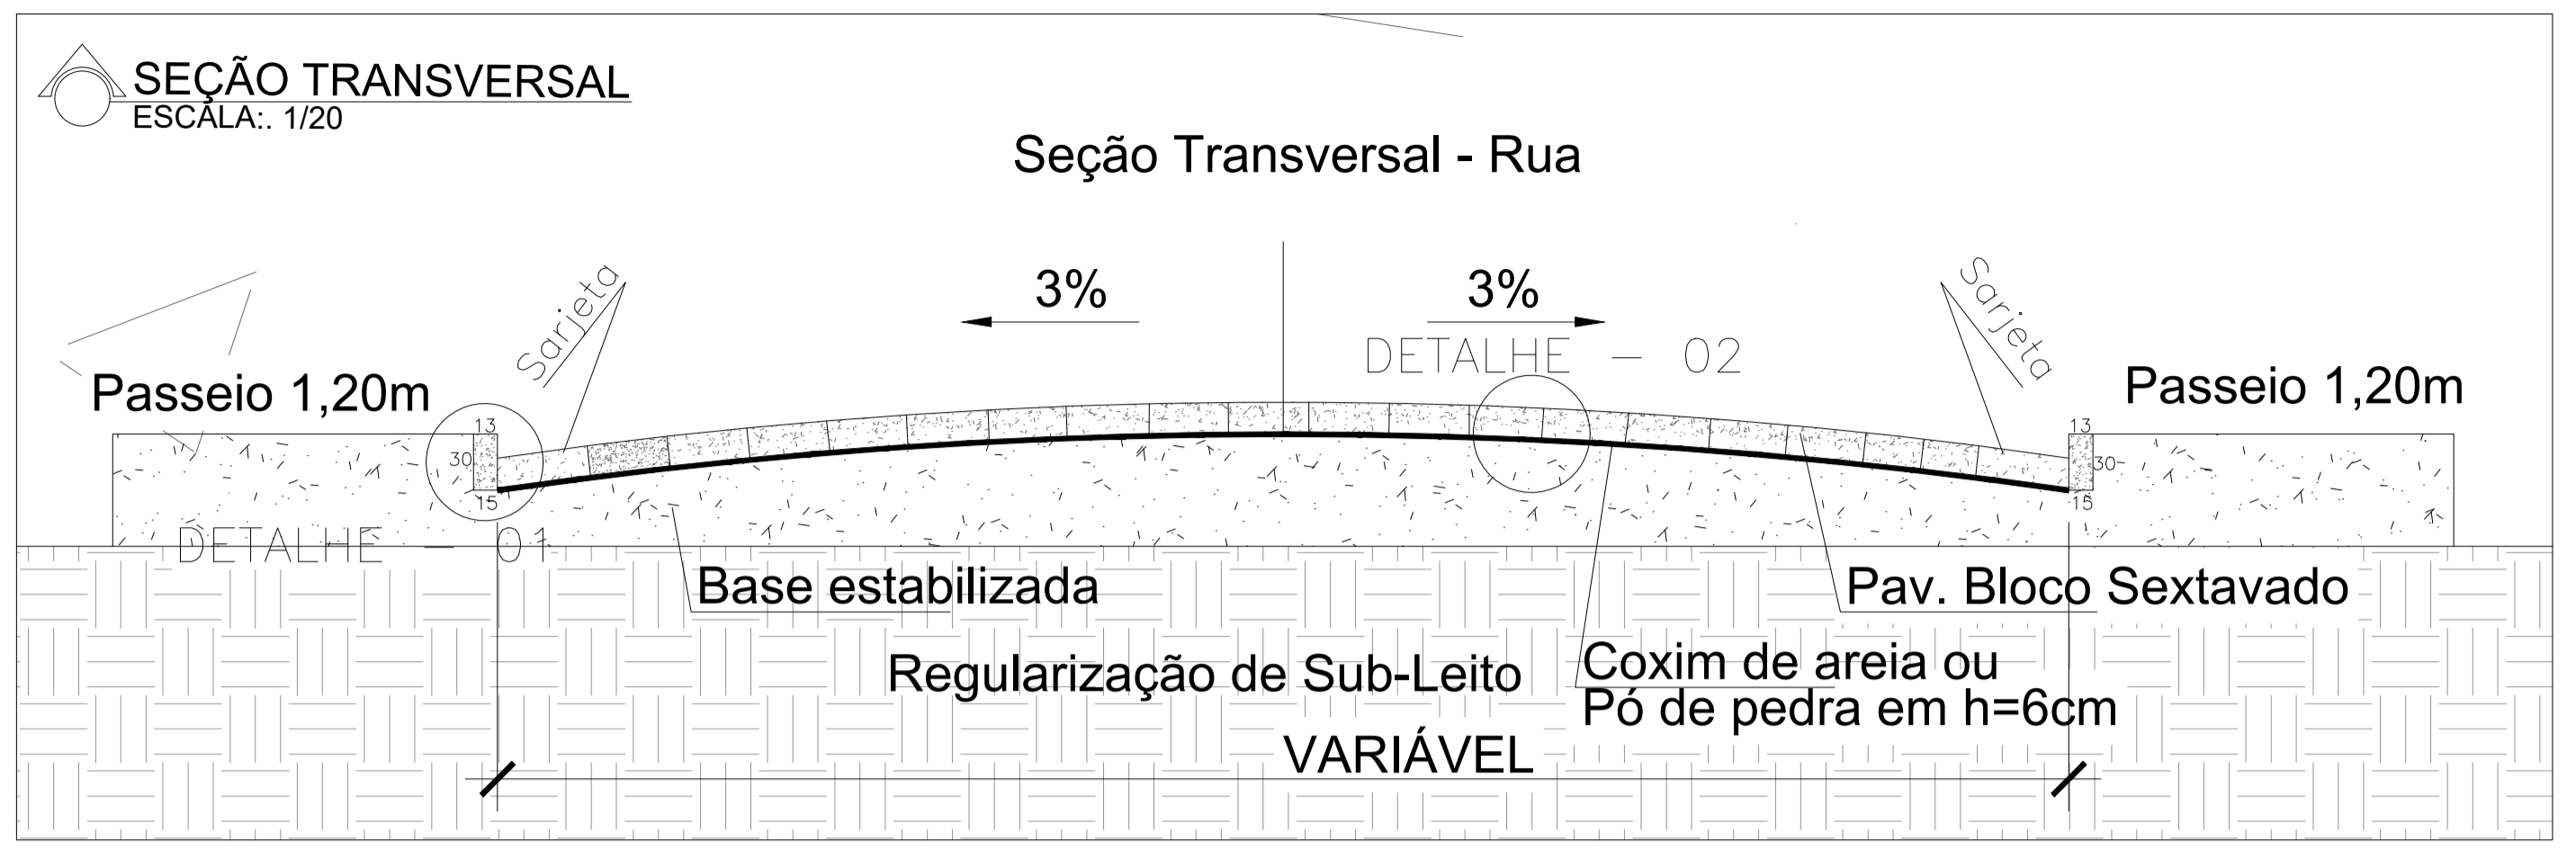 SEÇÃO TRANSVERSAL
ESCALA:. 1/20
Seção Transversal - Rua
3%
3%
Sarjeta
Sarjeta
DETALHE - 02
Passeio 1,20m
Passeio 1,20m
13
30
15
13
30
15
DETALHE - 01
Base estabilizada
Pav. Bloco Sextavado
Regularização de Sub-Leito
Coxim de areia ou
Pó de pedra em h=6cm
VARIÁVEL